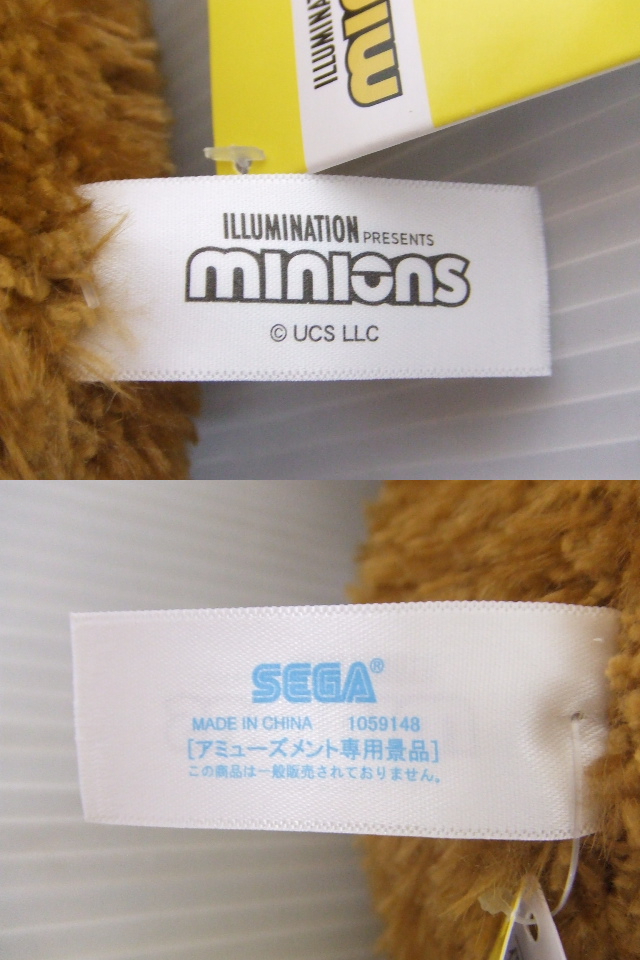 ILLUMINA
MIN
ILLUMINATION PRESENTS
minions
© UCS LLC
SEGA®
MADE IN CHINA 1059148
[アミューズメント専用景品]
この商品は一般販売されておりません。